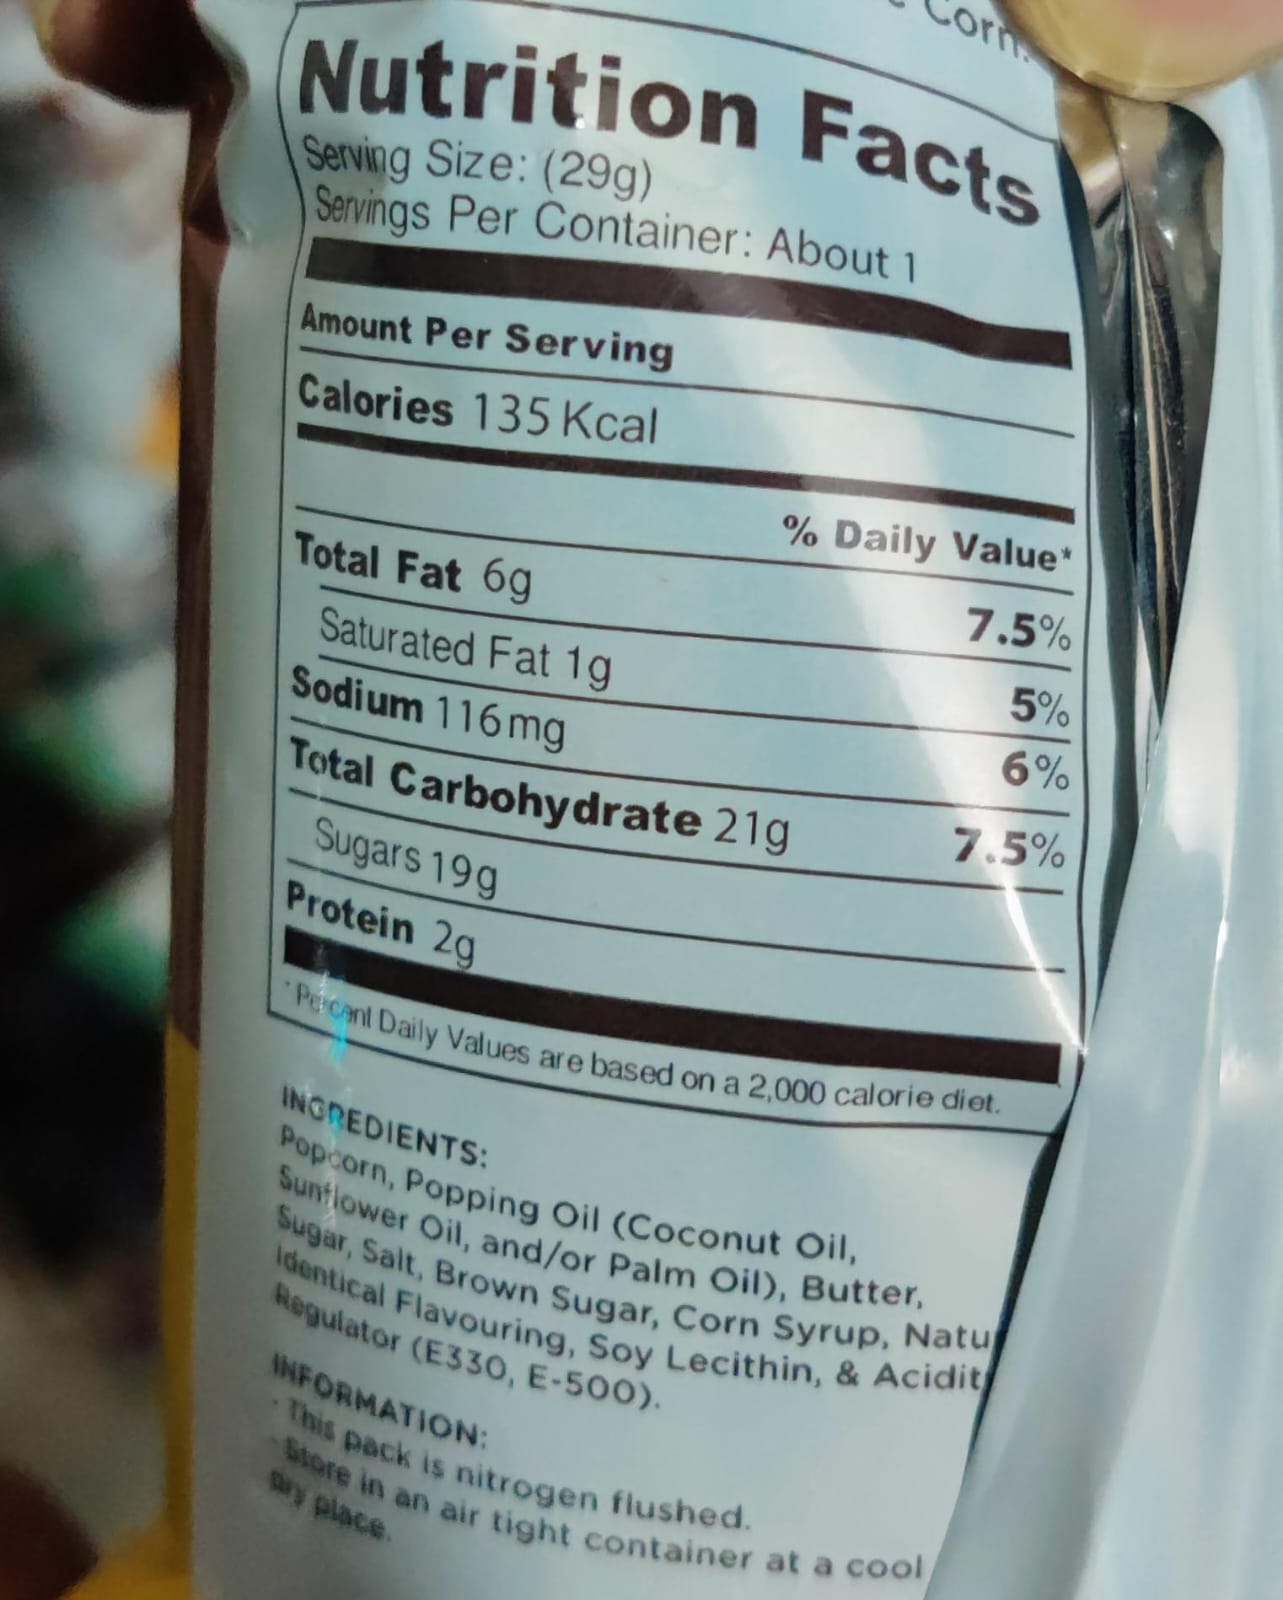 Corn.
Nutrition Facts
Serving Size: (29g)
Servings Per Container: About 1
Amount Per Serving
Calories 135 Kcal
% Daily Value*
Total Fat 6g 7.5%
Saturated Fat 1g 5%
Sodium 116mg 6%
Total Carbohydrate 21g 7.5%
Sugars 19g
Protein 2g
*Percent Daily Values are based on a 2,000 calorie diet.
INGREDIENTS:
Popcorn, Popping Oil (Coconut Oil,
Sunflower Oil, and/or Palm Oil), Butter,
Sugar, Salt, Brown Sugar, Corn Syrup, Natu
Identical Flavouring, Soy Lecithin, & Acidit
Regulator (E330, E-500).
INFORMATION:
· This pack is nitrogen flushed.
· Store in an air tight container at a cool
dry place.